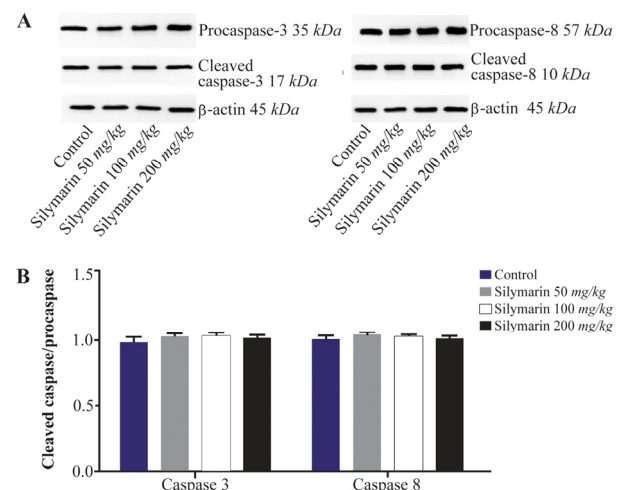 A
Procaspase-3 35 kDa
Cleaved
caspase-3 17 kDa
β-actin 45 kDa
Control
Silymarin 50 mg/kg
Silymarin 100 mg/kg
Silymarin 200 mg/kg
Procaspase-8 57 kDa
Cleaved
caspase-8 10 kDa
β-actin 45 kDa
Control
Silymarin 50 mg/kg
Silymarin 100 mg/kg
Silymarin 200 mg/kg
B
Cleaved caspase/procaspase
1.5
1.0
0.5
0.0
Caspase 3
Caspase 8
Control
Silymarin 50 mg/kg
Silymarin 100 mg/kg
Silymarin 200 mg/kg